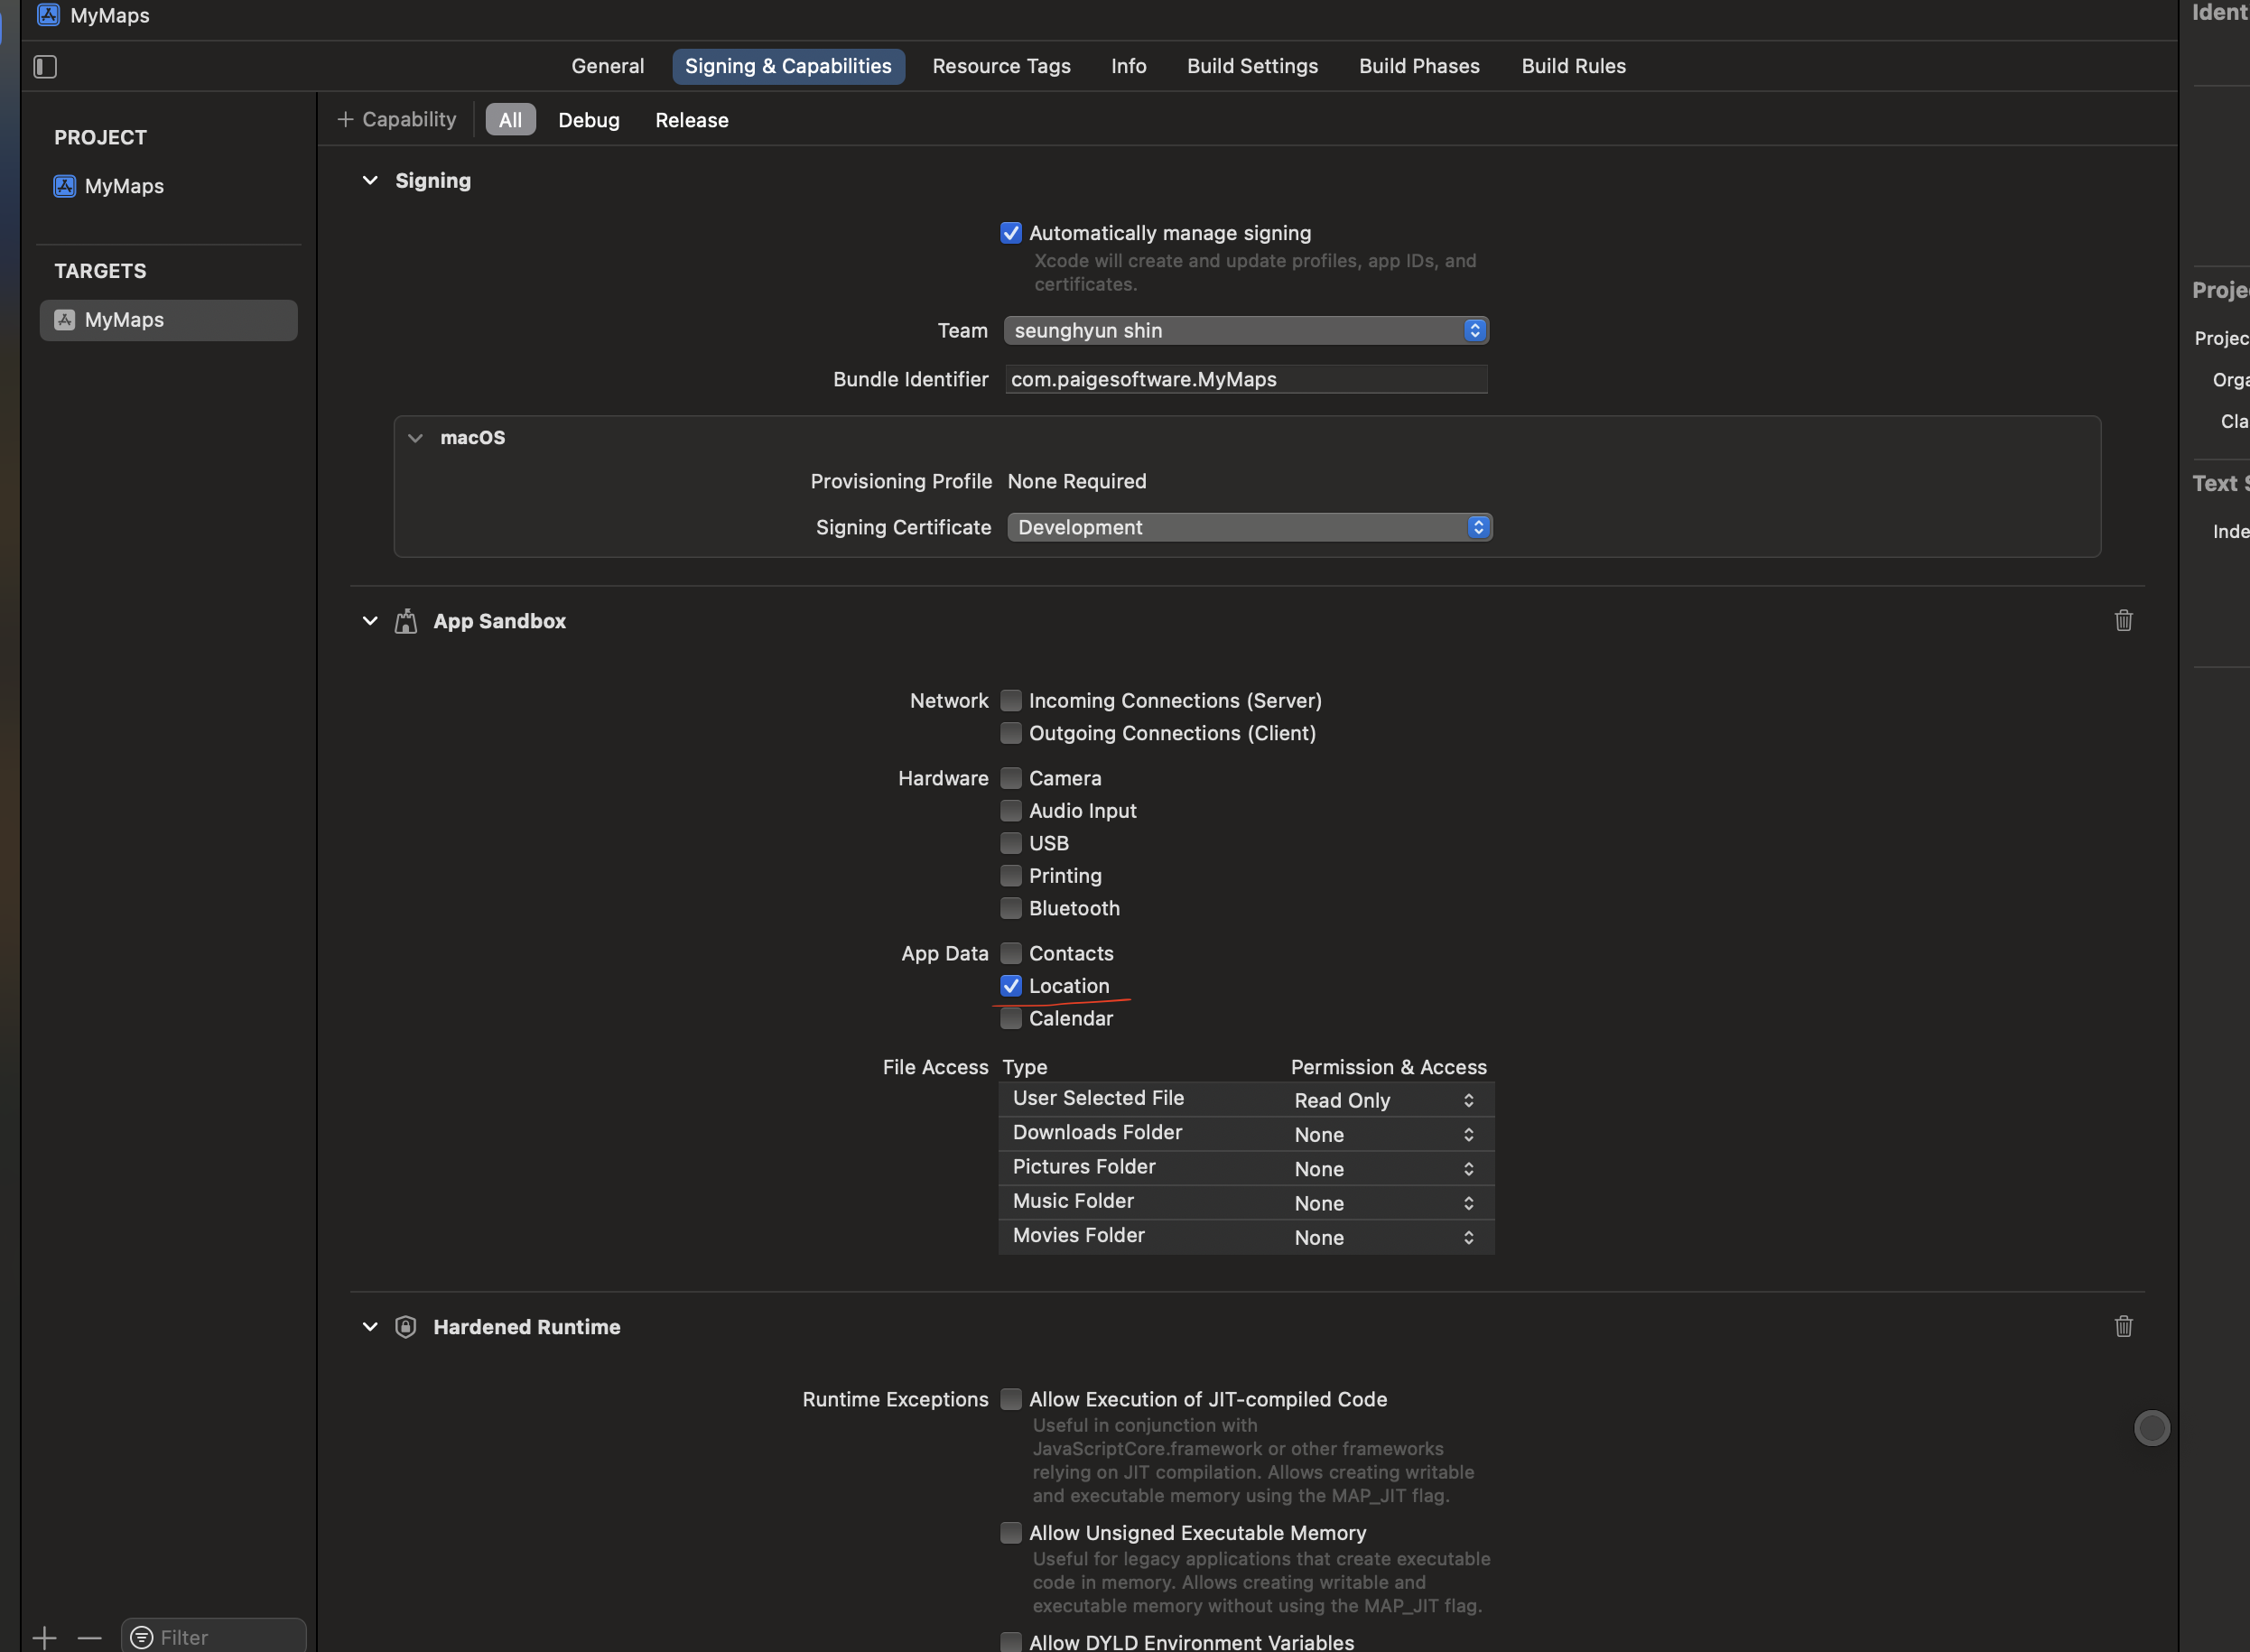 MyMaps
Ident
General Signing & Capabilities Resource Tags Info Build Settings Build Phases Build Rules
+ Capability All Debug Release
PROJECT
MyMaps
TARGETS
MyMaps
Signing
Automatically manage signing
Xcode will create and update profiles, app IDs, and
certificates.
Team seunghyun shin
Bundle Identifier com.paigesoftware.MyMaps
macOS
Provisioning Profile None Required
Signing Certificate Development
App Sandbox
Network Incoming Connections (Server)
Outgoing Connections (Client)
Hardware Camera
Audio Input
USB
Printing
Bluetooth
App Data Contacts
Location
Calendar
File Access Type Permission & Access
User Selected File Read Only
Downloads Folder None
Pictures Folder None
Music Folder None
Movies Folder None
Hardened Runtime
Runtime Exceptions Allow Execution of JIT-compiled Code
Useful in conjunction with
JavaScriptCore.framework or other frameworks
relying on JIT compilation. Allows creating writable
and executable memory using the MAP_JIT flag.
Allow Unsigned Executable Memory
Useful for legacy applications that create executable
code in memory. Allows creating writable and
executable memory without using the MAP_JIT flag.
Allow DYLD Environment Variables
Filter
Proje
Projec
Orga
Cla
Text S
Inde